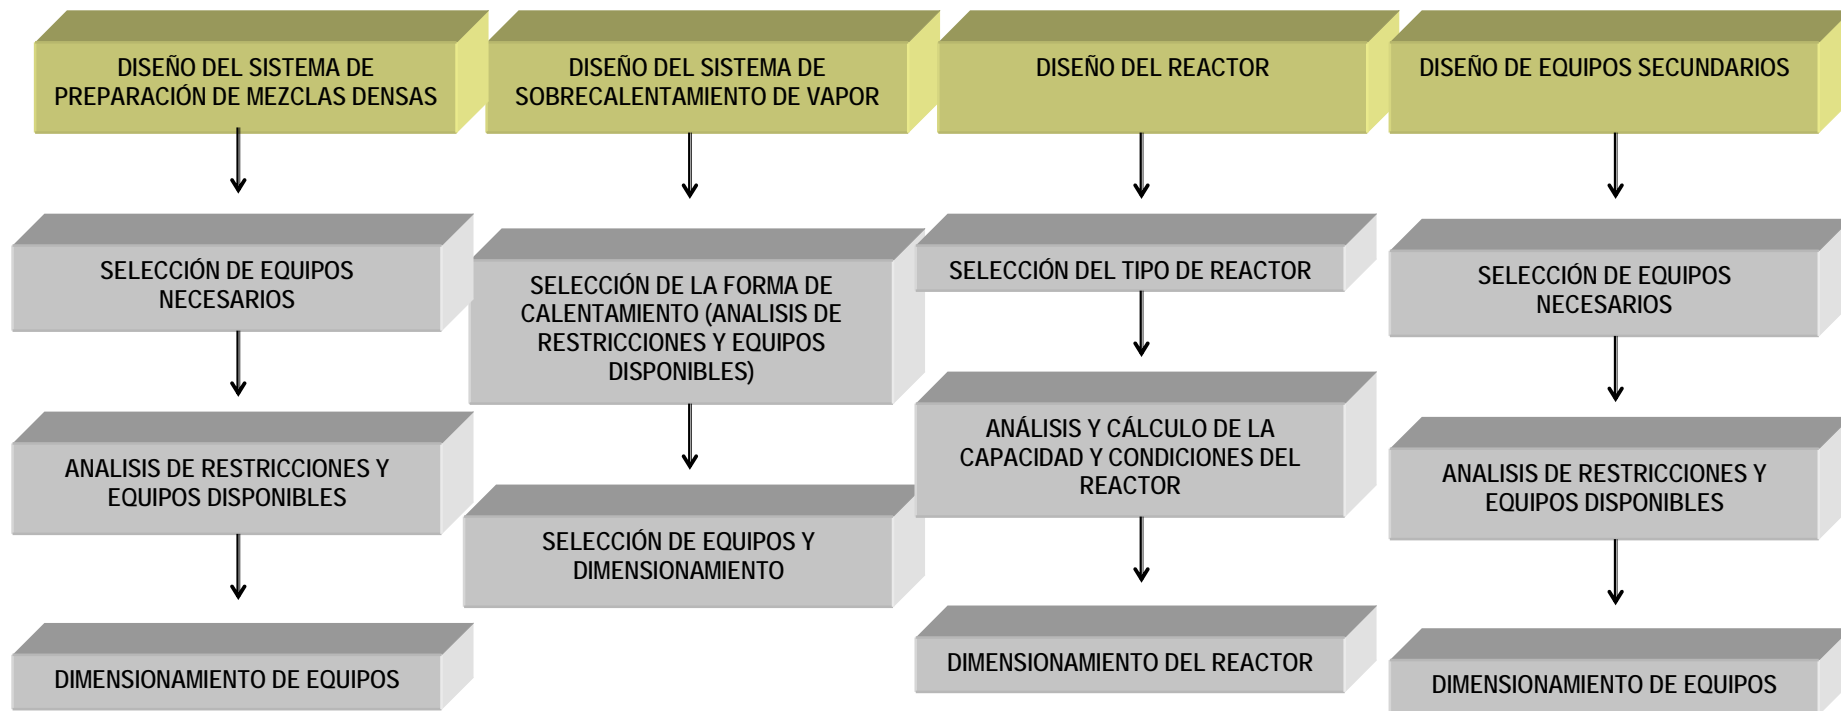 DISEÑO DEL SISTEMA DE
PREPARACIÓN DE MEZCLAS DENSAS
SELECCIÓN DE EQUIPOS
NECESARIOS
ANALISIS DE RESTRICCIONES Y
EQUIPOS DISPONIBLES
DIMENSIONAMIENTO DE EQUIPOS
DISEÑO DEL SISTEMA DE
SOBRECALENTAMIENTO DE VAPOR
SELECCIÓN DE LA FORMA DE
CALENTAMIENTO (ANALISIS DE
RESTRICCIONES Y EQUIPOS
DISPONIBLES)
SELECCIÓN DE EQUIPOS Y
DIMENSIONAMIENTO
DISEÑO DEL REACTOR
SELECCIÓN DEL TIPO DE REACTOR
ANÁLISIS Y CÁLCULO DE LA
CAPACIDAD Y CONDICIONES DEL
REACTOR
DIMENSIONAMIENTO DEL REACTOR
DISEÑO DE EQUIPOS SECUNDARIOS
SELECCIÓN DE EQUIPOS
NECESARIOS
ANALISIS DE RESTRICCIONES Y
EQUIPOS DISPONIBLES
DIMENSIONAMIENTO DE EQUIPOS